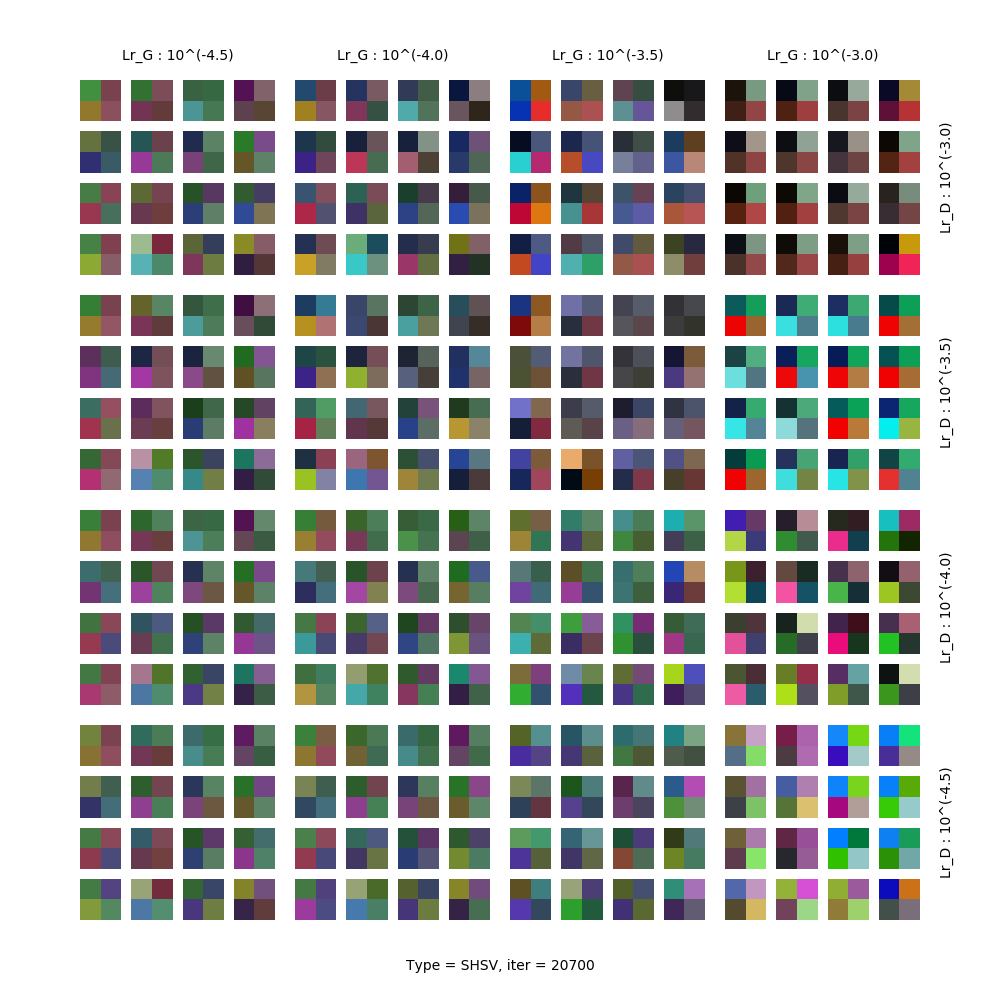 Lr_G : 10^(-4.5)
Lr_G : 10^(-4.0)
Lr_G : 10^(-3.5)
Lr_G : 10^(-3.0)
Lr_D : 10^(-3.0)
Lr_D : 10^(-3.5)
Lr_D : 10^(-4.0)
Lr_D : 10^(-4.5)
Type = SHSV, iter = 20700